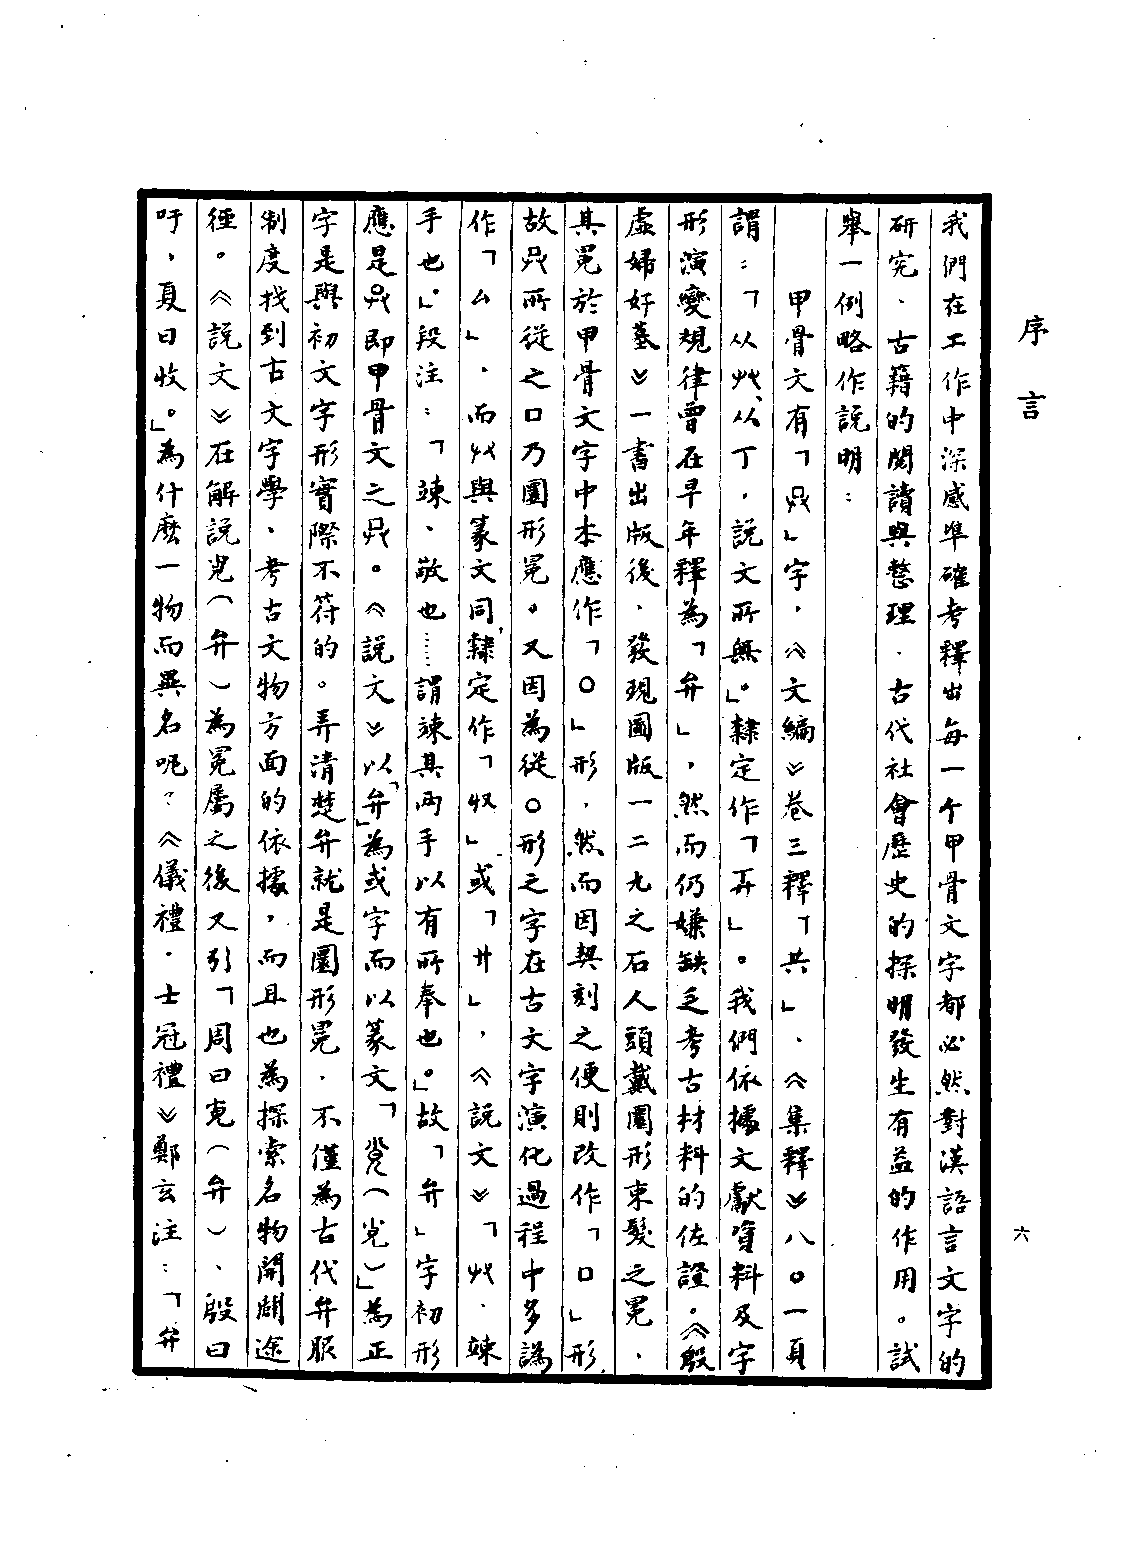 序言
六
我們在工作中深感準確考釋出每一个甲骨文字都必然對漢語言文字的
研究、古籍的閱讀與整理、古代社會歷史的探明發生有益的作用。試
舉一例略作說明：
甲骨文有「」字，《文編》卷三釋「共」、《集釋》八〇一頁
謂：「从廾、从丁，說文所無。」隸定作「弄」。我們依據文獻資料及字
形演變規律曾在早年釋為「弁」，然而仍嫌缺乏考古材料的佐證。《殷
虛婦好墓》一書出版後，發現圖版一二九之石人頭戴圓形束髮之冕，
其冕於甲骨文字中本應作「〇」形，然而因契刻之便則改作「口」形，
故所從之口乃圓形冕。又因為從〇形之字在古文字演化過程中多譌
作「厶」，而廾與篆文同，隸定作「収」或「廾」，《說文》「廾，竦
手也。」段注：「竦、敬也……謂竦其兩手以有所奉也。」故「弁」字初形
應是即甲骨文之。《說文》以「弁」為或字而以篆文「（皃）」為正
字是與初文字形實際不符的。弄清楚弁就是圓形冕，不僅為古代弁服
制度找到古文字學、考古文物方面的依據，而且也為探索名物開闢途
徑。《說文》在解說皃（弁）為冕屬之後又引「周曰（弁）、殷曰
吁，夏曰收。」為什麽一物而異名呢？《儀禮·士冠禮》鄭玄注：「弁